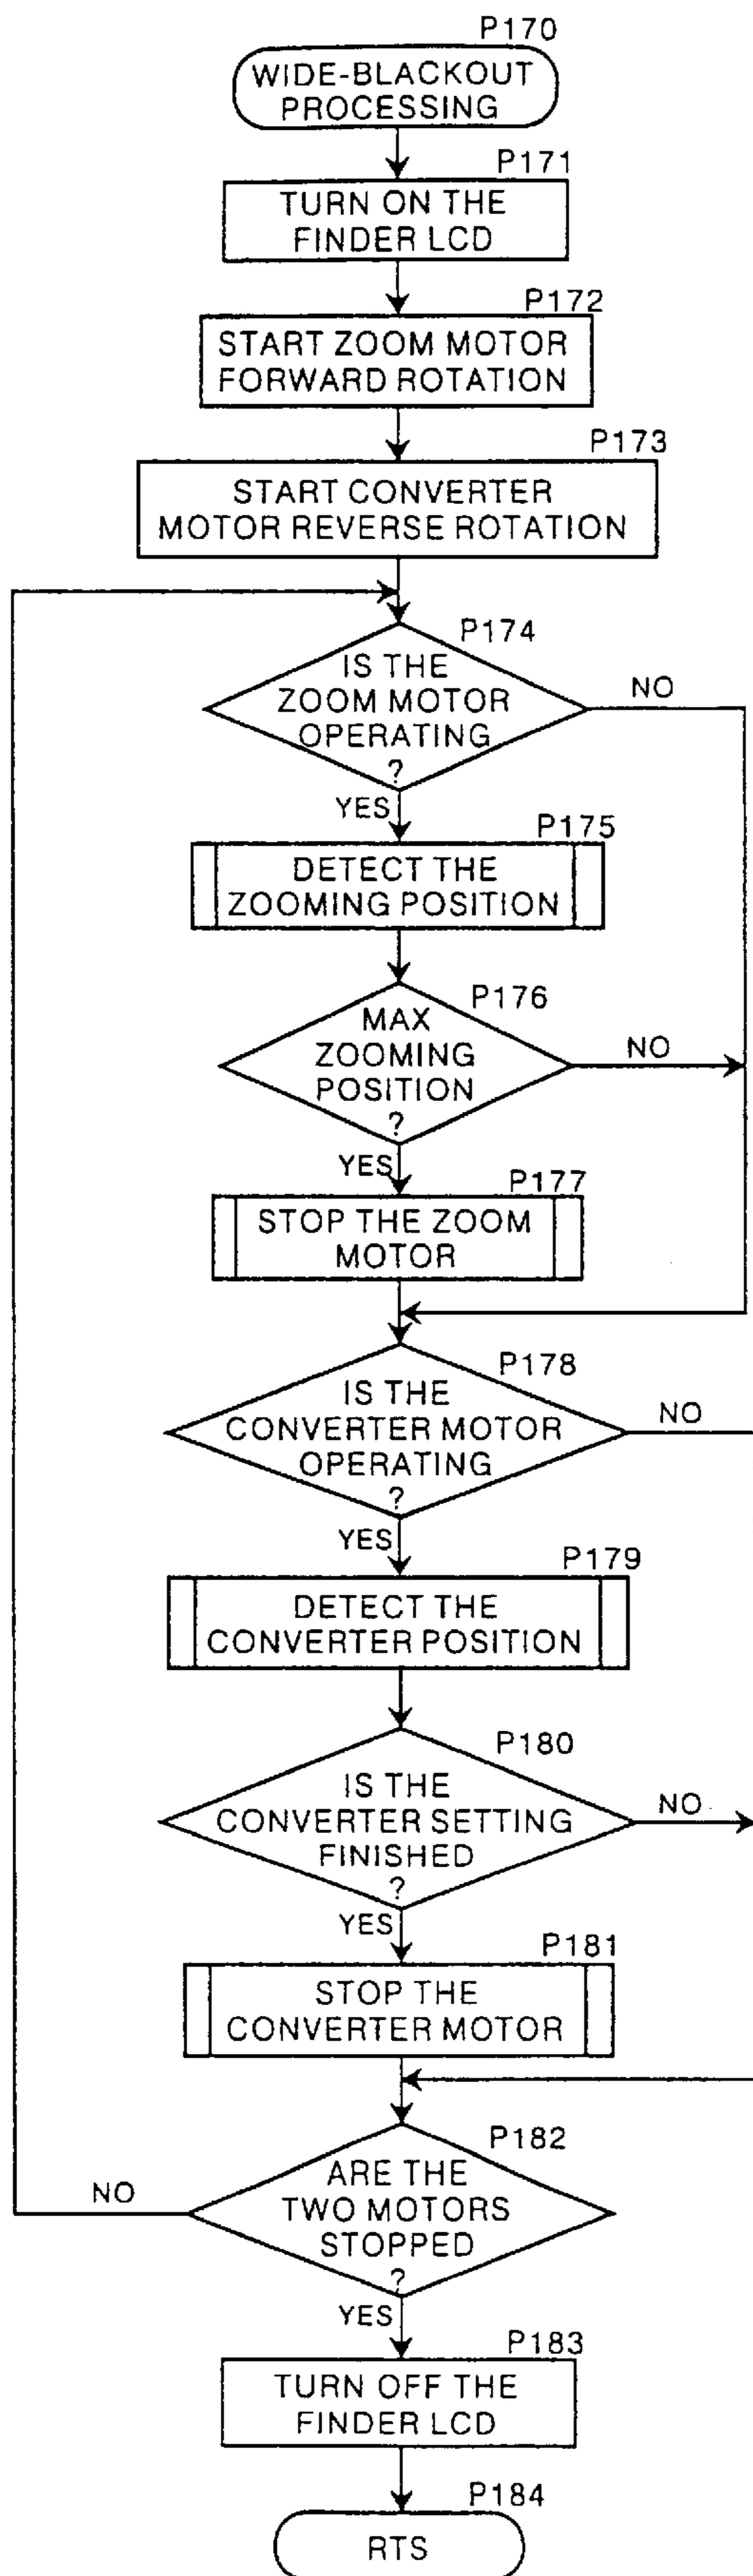 P170
WIDE-BLACKOUT
PROCESSING
P171
TURN ON THE
FINDER LCD
P172
START ZOOM MOTOR
FORWARD ROTATION
P173
START CONVERTER
MOTOR REVERSE ROTATION
P174
IS THE
ZOOM MOTOR
OPERATING
?
NO
YES
P175
DETECT THE
ZOOMING POSITION
P176
MAX
ZOOMING
POSITION
?
NO
YES
P177
STOP THE ZOOM
MOTOR
P178
IS THE
CONVERTER MOTOR
OPERATING
?
NO
YES
P179
DETECT THE
CONVERTER POSITION
P180
IS THE
CONVERTER SETTING
FINISHED
?
NO
YES
P181
STOP THE
CONVERTER MOTOR
P182
ARE THE
TWO MOTORS
STOPPED
?
NO
YES
P183
TURN OFF THE
FINDER LCD
P184
RTS